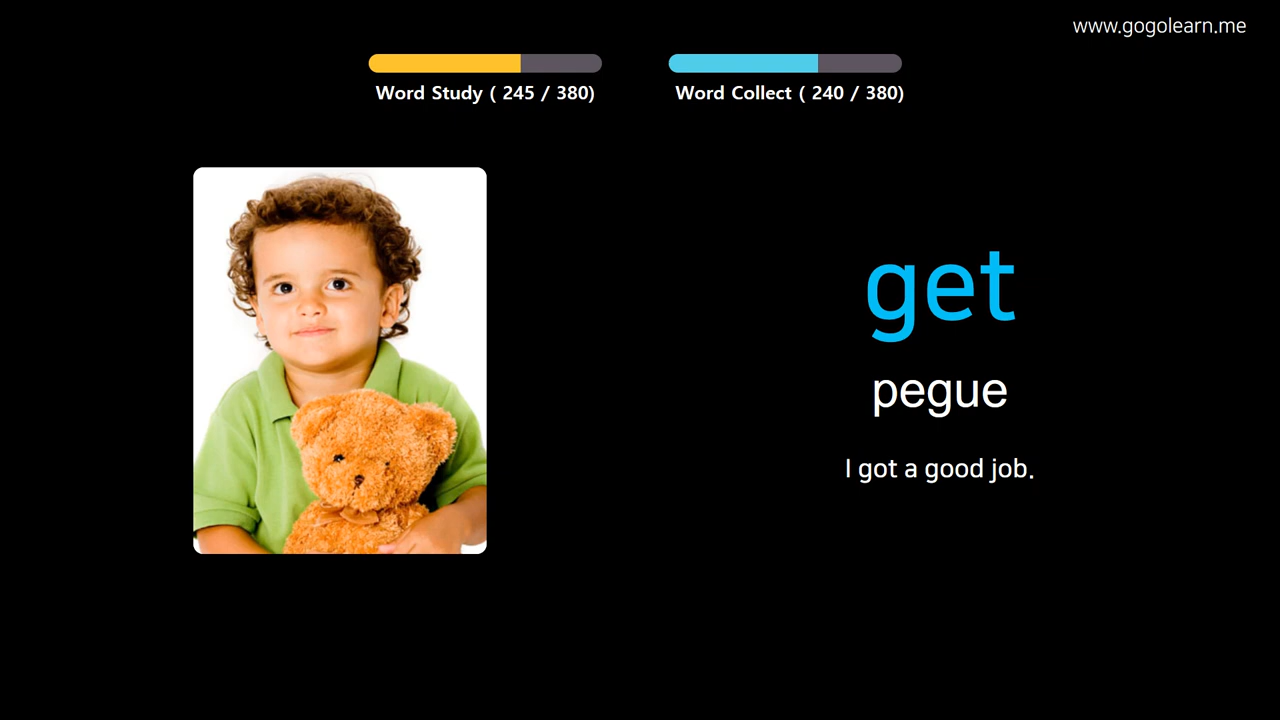 www.gogolearn.me
Word Study ( 245 / 380)
Word Collect ( 240 / 380)
get
pegue
I got a good job.